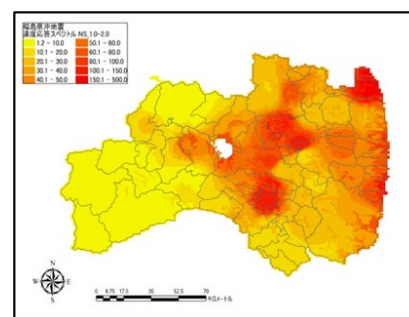 福島県沖地震
速度応答スペクトル NS_1.0-2.0
1.2 - 10.0
10.1 - 20.0
20.1 - 30.0
30.1 - 40.0
40.1 - 50.0
50.1 - 60.0
60.1 - 80.0
80.1 - 100.0
100.1 - 150.0
150.1 - 500.0
N
W E
S
0 8.75 17.5 35 52.5 70
キロメートル